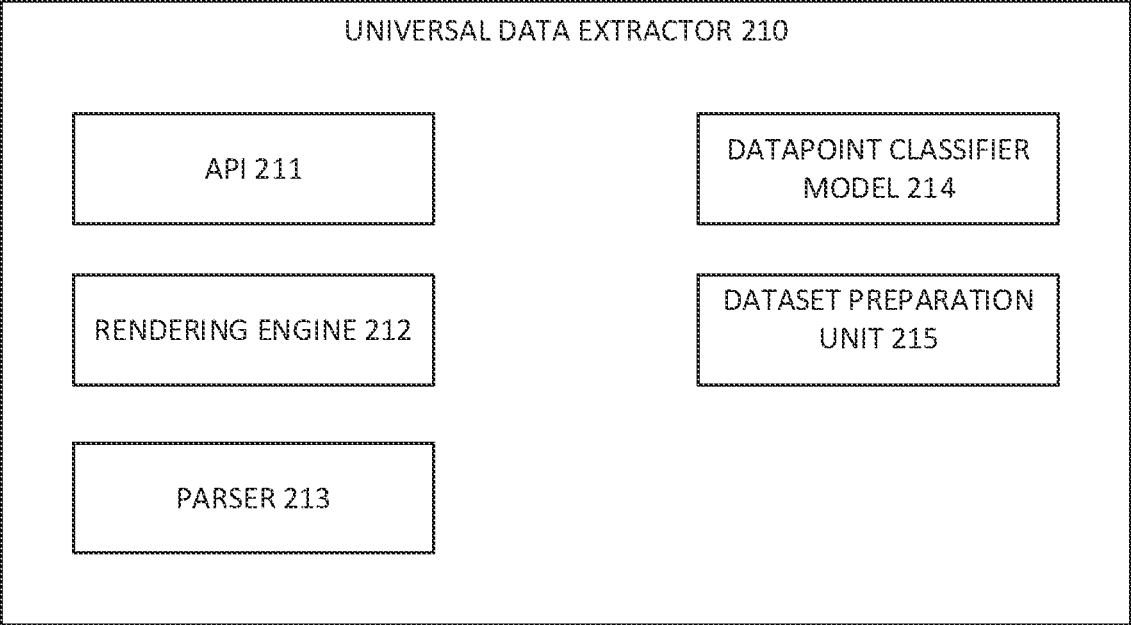 UNIVERSAL DATA EXTRACTOR 210
API 211
RENDERING ENGINE 212
PARSER 213
DATAPOINT CLASSIFIER
MODEL 214
DATASET PREPARATION
UNIT 215